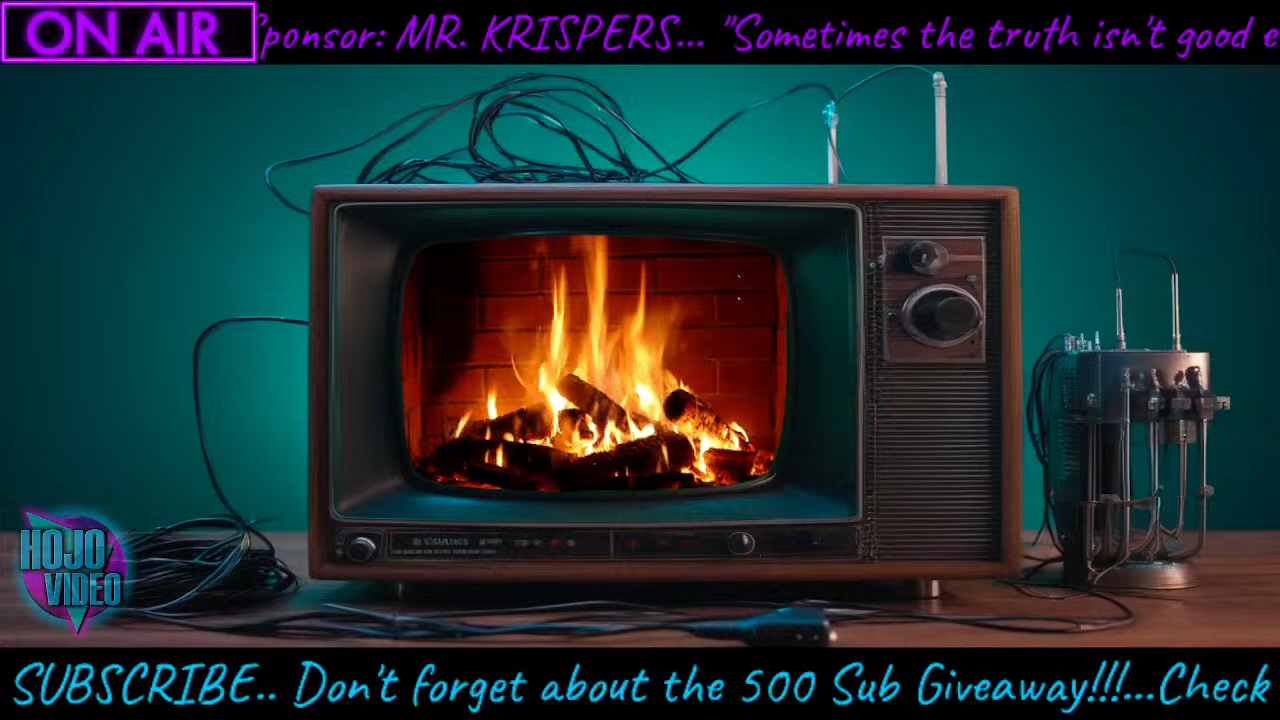 ON AIR
ponsor: MR. KRISPERS... "Sometimes the truth isn't good e
HOJO
VIDEO
SUBSCRIBE.. Don't forget about the 500 Sub Giveaway!!!...Check